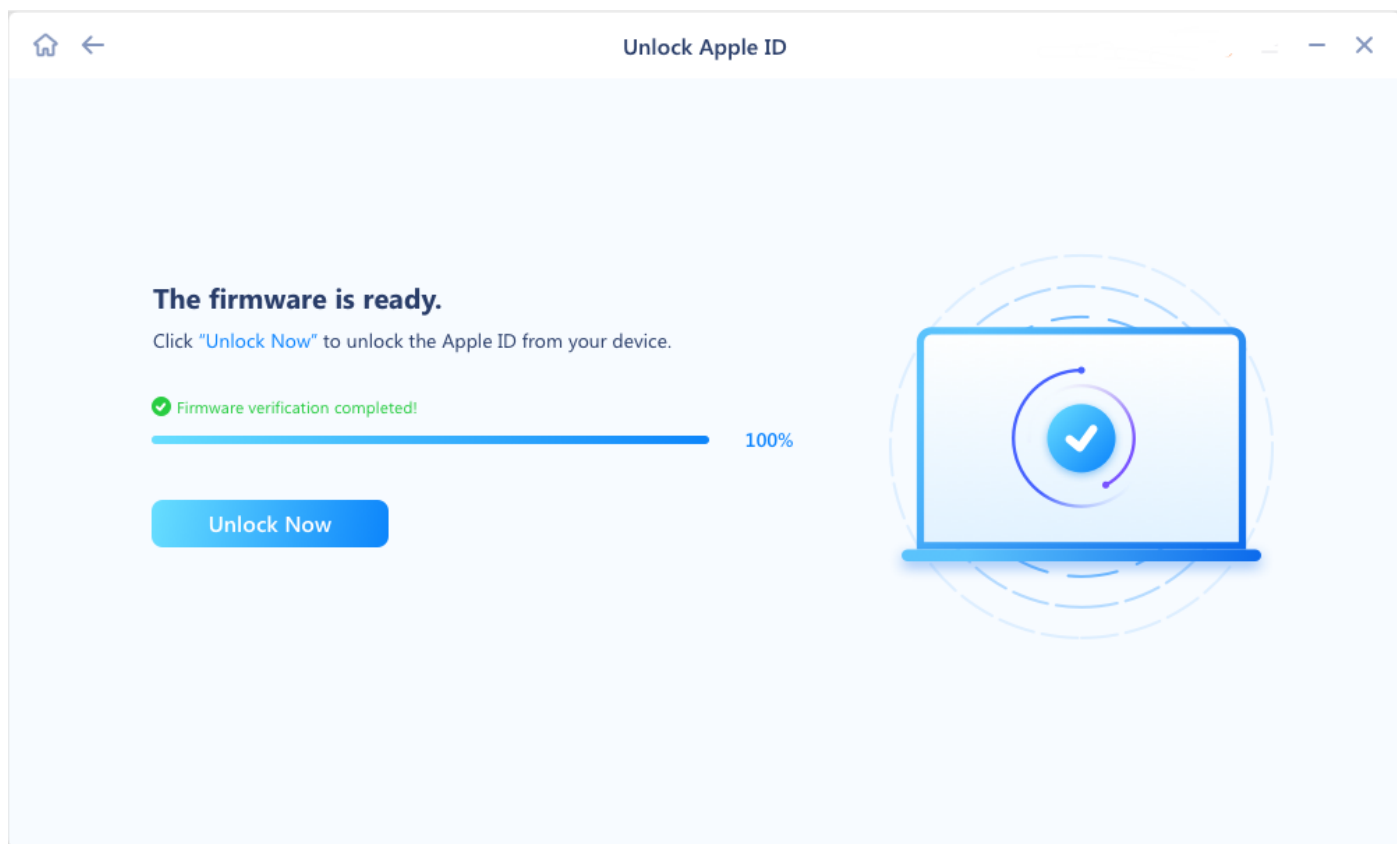 Unlock Apple ID
The firmware is ready.
Click “Unlock Now” to unlock the Apple ID from your device.
Firmware verification completed!
100%
Unlock Now